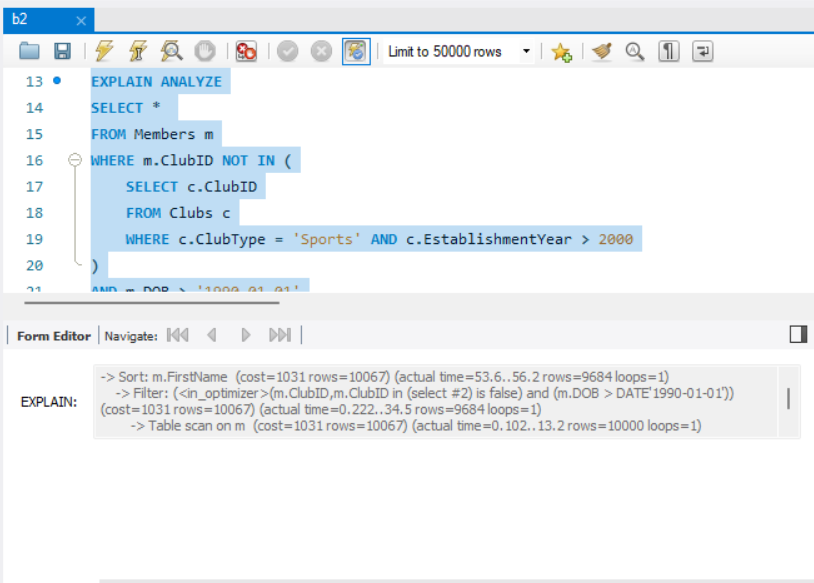 b2
Limit to 50000 rows
13 EXPLAIN ANALYZE
14 SELECT *
15 FROM Members m
16 WHERE m.ClubID NOT IN (
17 SELECT c.ClubID
18 FROM Clubs c
19 WHERE c.ClubType = 'Sports' AND c.EstablishmentYear > 2000
20 )
21 AND m.DOB > '1990-01-01'
Form Editor Navigate:
EXPLAIN:
-> Sort: m.FirstName (cost=1031 rows=10067) (actual time=53.6..56.2 rows=9684 loops=1)
-> Filter: (<in_optimizer>(m.ClubID,m.ClubID in (select #2) is false) and (m.DOB > DATE'1990-01-01'))
(cost=1031 rows=10067) (actual time=0.222..34.5 rows=9684 loops=1)
-> Table scan on m (cost=1031 rows=10067) (actual time=0.102..13.2 rows=10000 loops=1)